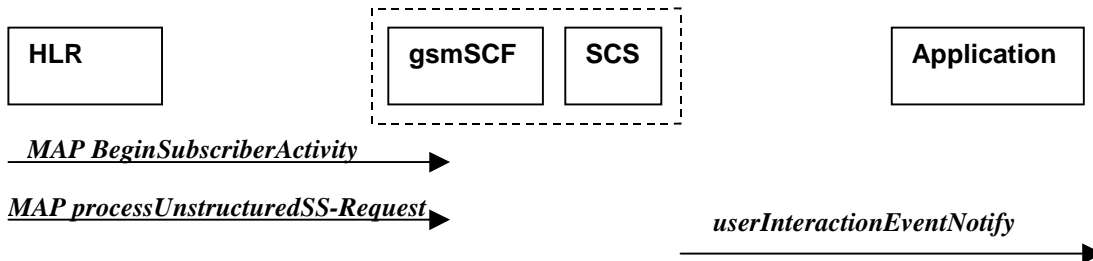 HLR
gsmSCF
SCS
Application
MAP BeginSubscriberActivity
MAP processUnstructuredSS-Request
userInteractionEventNotify